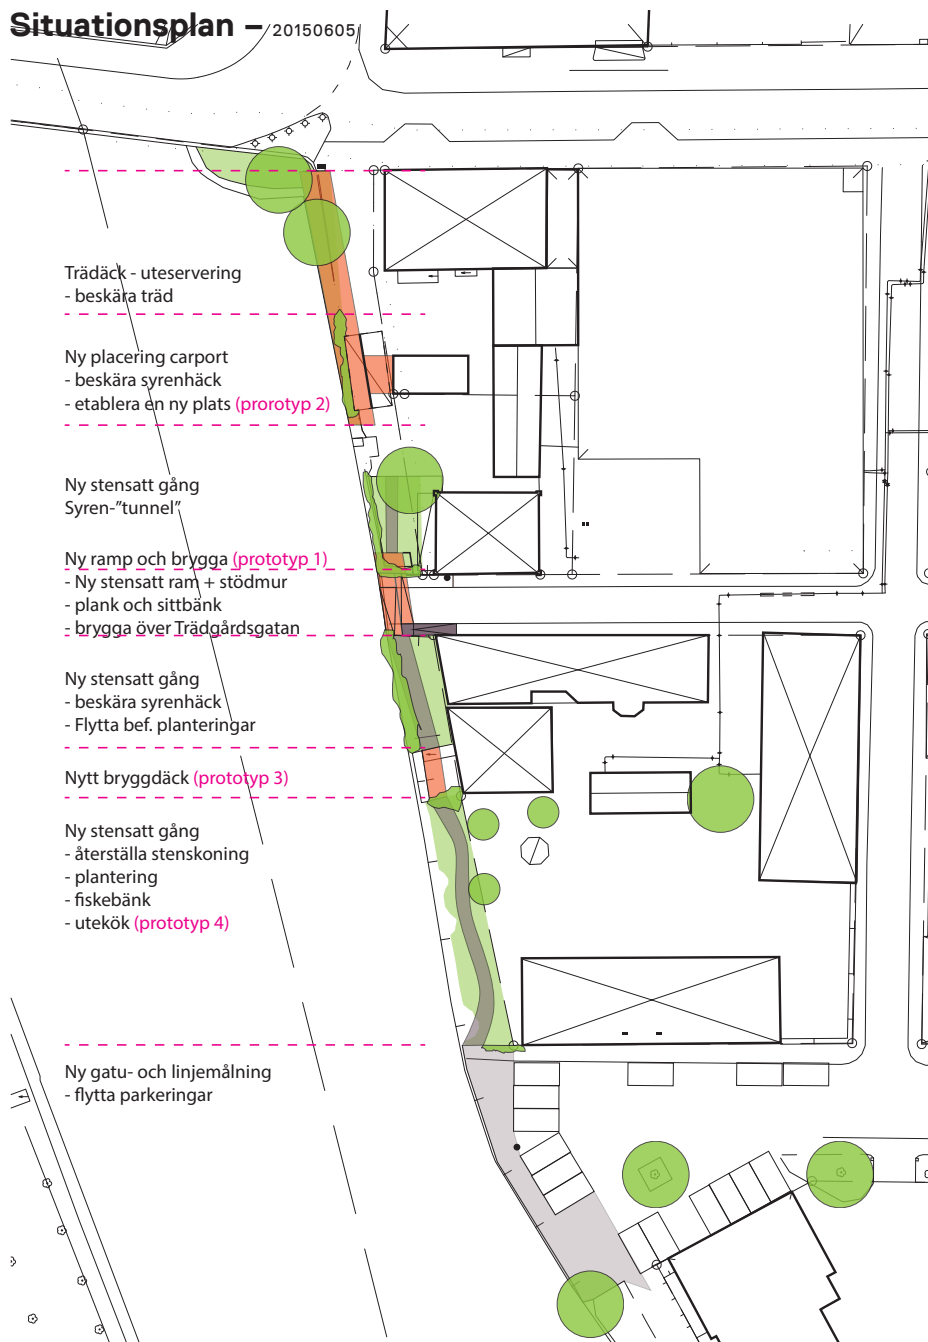 Situationsplan – 20150605
Trädäck - uteservering
- beskära träd
Ny placering carport
- beskära syrenhäck
- etablera en ny plats (prorotyp 2)
Ny stensatt gång
Syren-”tunnel”
Ny ramp och brygga (prototyp 1)
- Ny stensatt ram + stödmur
- plank och sittbänk
- brygga över Trädgårdsgatan
Ny stensatt gång
- beskära syrenhäck
- Flytta bef. planteringar
Nytt bryggdäck (prototyp 3)
Ny stensatt gång
- återställa stenskoning
- plantering
- fiskebänk
- utekök (prototyp 4)
Ny gatu- och linjemålning
- flytta parkeringar